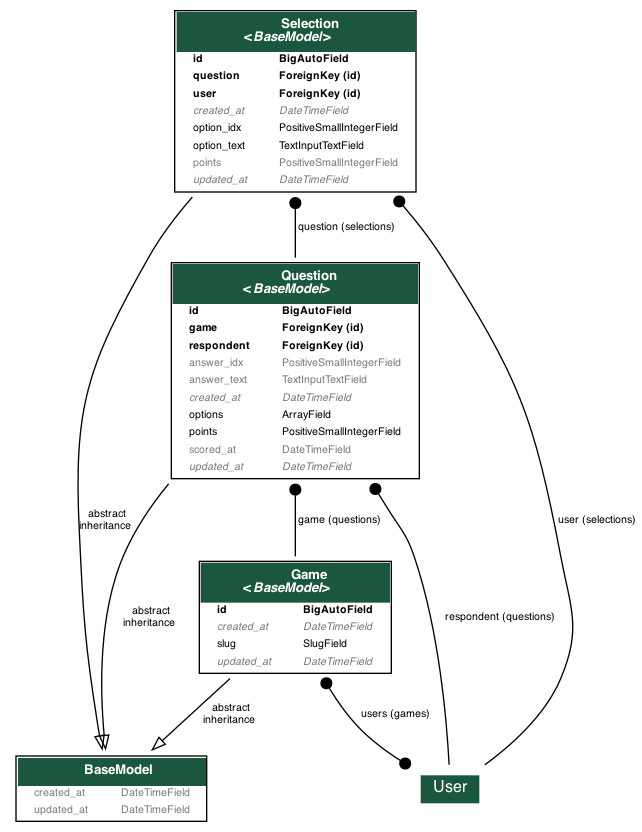 Selection
<BaseModel>
id BigAutoField
question ForeignKey (id)
user ForeignKey (id)
created_at DateTimeField
option_idx PositiveSmallIntegerField
option_text TextInputTextField
points PositiveSmallIntegerField
updated_at DateTimeField
question (selections)
Question
<BaseModel>
id BigAutoField
game ForeignKey (id)
respondent ForeignKey (id)
answer_idx PositiveSmallIntegerField
answer_text TextInputTextField
created_at DateTimeField
options ArrayField
points PositiveSmallIntegerField
scored_at DateTimeField
updated_at DateTimeField
abstract
inheritance
game (questions)
user (selections)
Game
<BaseModel>
id BigAutoField
created_at DateTimeField
slug SlugField
updated_at DateTimeField
abstract
inheritance
respondent (questions)
abstract
inheritance
users (games)
BaseModel
created_at DateTimeField
updated_at DateTimeField
User